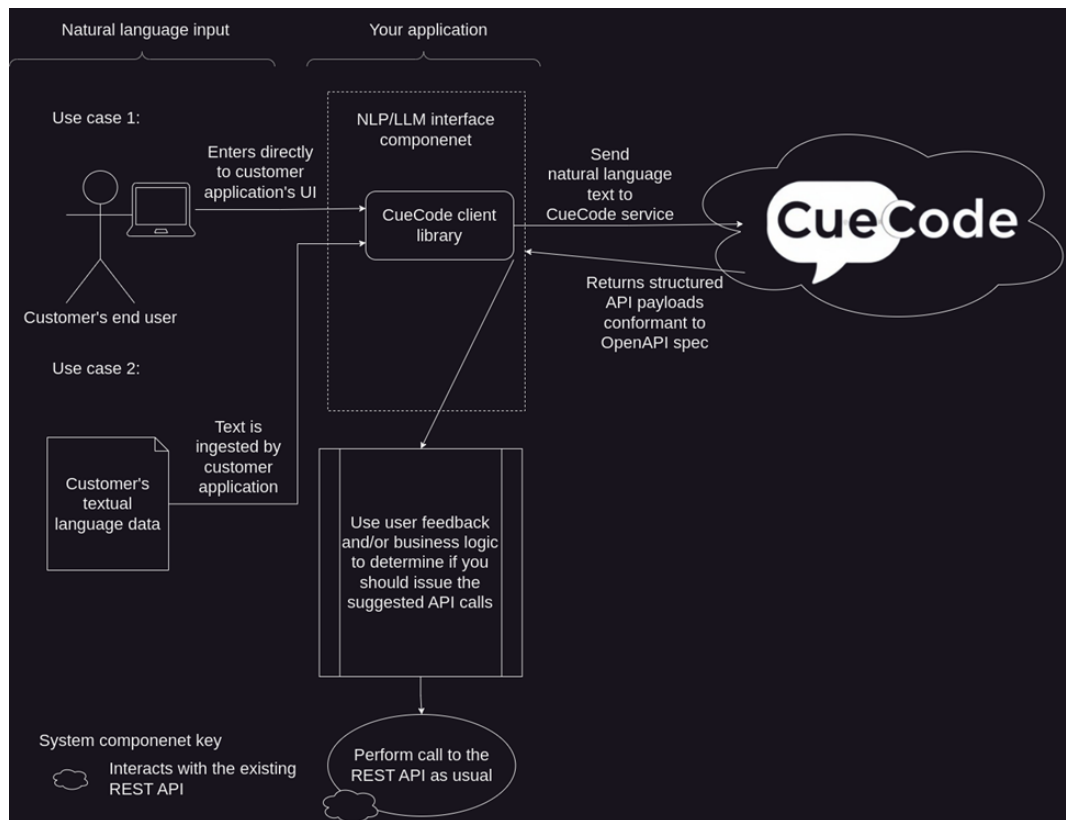 Natural language input
Your application
Use case 1:
NLP/LLM interface
componenet
Enters directly
to customer
application's UI
Send
natural language
text to
CueCode service
CueCode client
library
CueCode
Returns structured
API payloads
conformant to
OpenAPI spec
Customer's end user
Use case 2:
Text is
ingested by
customer
application
Customer's
textual
language data
Use user feedback
and/or business logic
to determine if you
should issue the
suggested API calls
System componenet key
Interacts with the existing
REST API
Perform call to the
REST API as usual